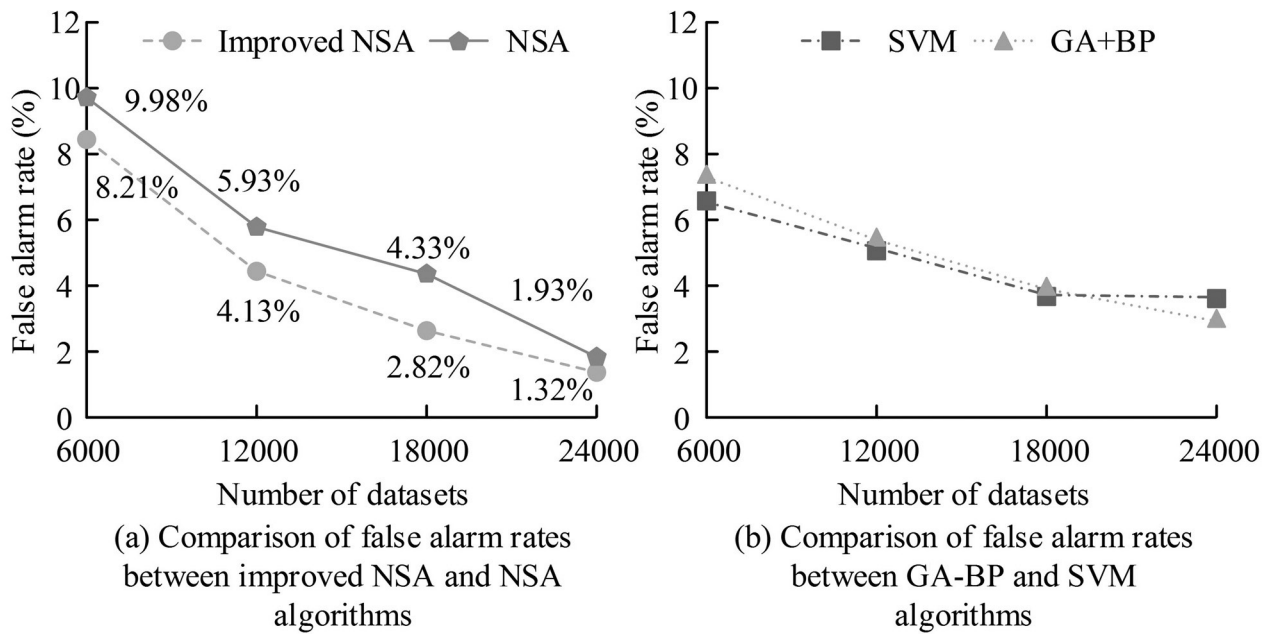 Improved NSA
NSA
False alarm rate (%)
12
10
8
6
4
2
0
9.98%
8.21%
5.93%
4.13%
4.33%
2.82%
1.93%
1.32%
6000
12000
18000
24000
Number of datasets
(a) Comparison of false alarm rates
between improved NSA and NSA
algorithms
SVM
GA+BP
False alarm rate (%)
12
10
8
6
4
2
0
6000
12000
18000
24000
Number of datasets
(b) Comparison of false alarm rates
between GA-BP and SVM
algorithms